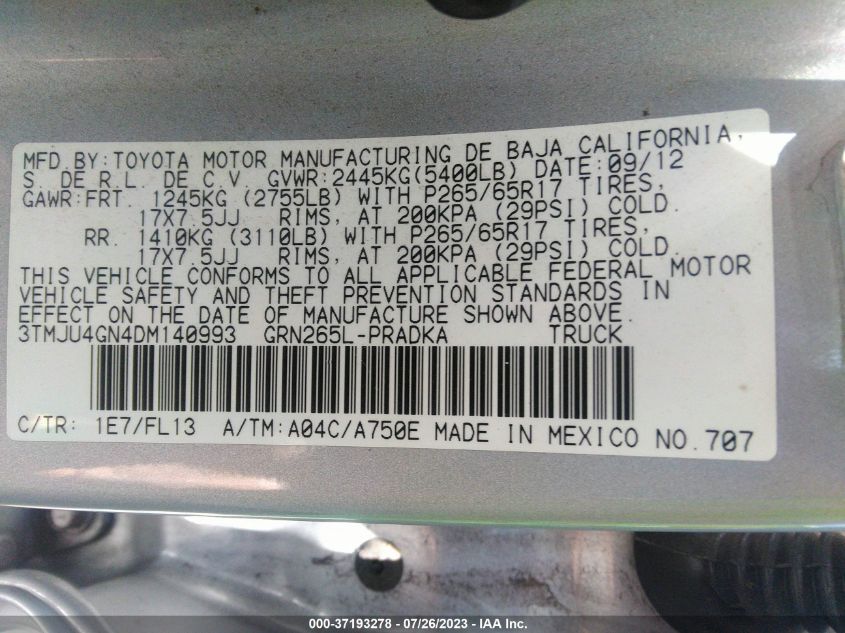 MFD.BY:TOYOTA MOTOR MANUFACTURING DE BAJA CALIFORNIA,
S. DE R.L. DE C.V. GVWR:2445KG(5400LB) DATE:09/12
GAWR:FRT. 1245KG (2755LB) WITH P265/65R17 TIRES,
17X7.5JJ RIMS, AT 200KPA (29PSI) COLD.
RR. 1410KG (3110LB) WITH P265/65R17 TIRES,
17X7.5JJ RIMS, AT 200KPA (29PSI) COLD.
THIS VEHICLE CONFORMS TO ALL APPLICABLE FEDERAL MOTOR
VEHICLE SAFETY AND THEFT PREVENTION STANDARDS IN
EFFECT ON THE DATE OF MANUFACTURE SHOWN ABOVE.
3TMJU4GN4DM140993 GRN265L-PRADKA TRUCK
C/TR: 1E7/FL13 A/TM:A04C/A750E MADE IN MEXICO NO.707
000-37193278 - 07/26/2023 - IAA Inc.